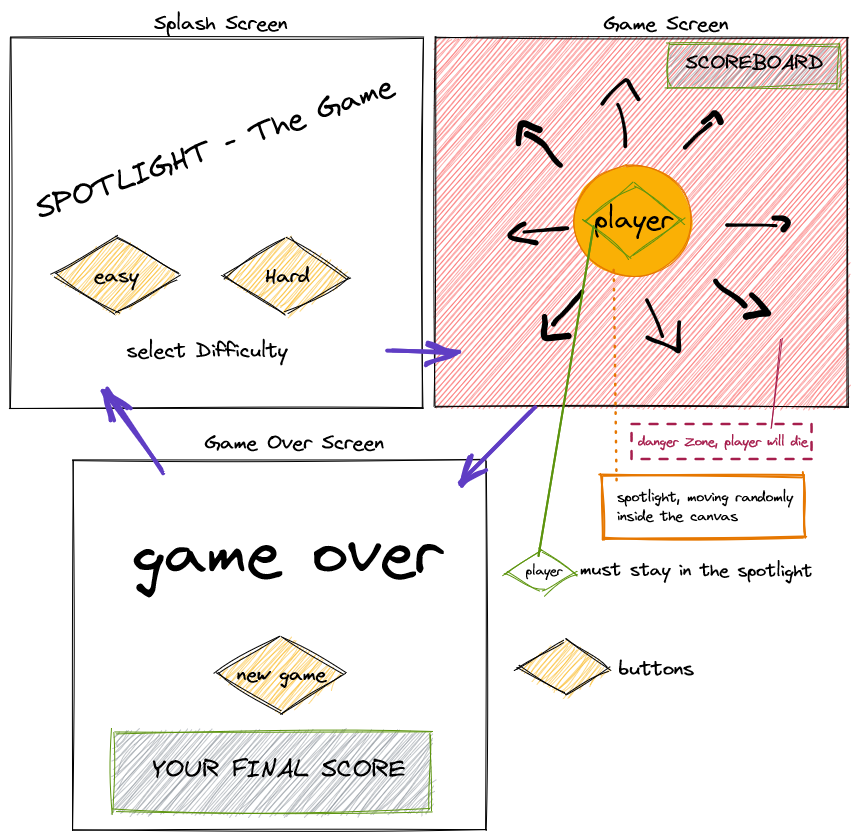 Splash Screen
SPOTLIGHT - The Game
easy
Hard
select Difficulty
Game Screen
SCOREBOARD
player
danger Zone, player will die
spotlight, moving randomly
inside the canvas
player
must stay in the spotlight
buttons
Game Over Screen
game over
new game
YOUR FINAL SCORE